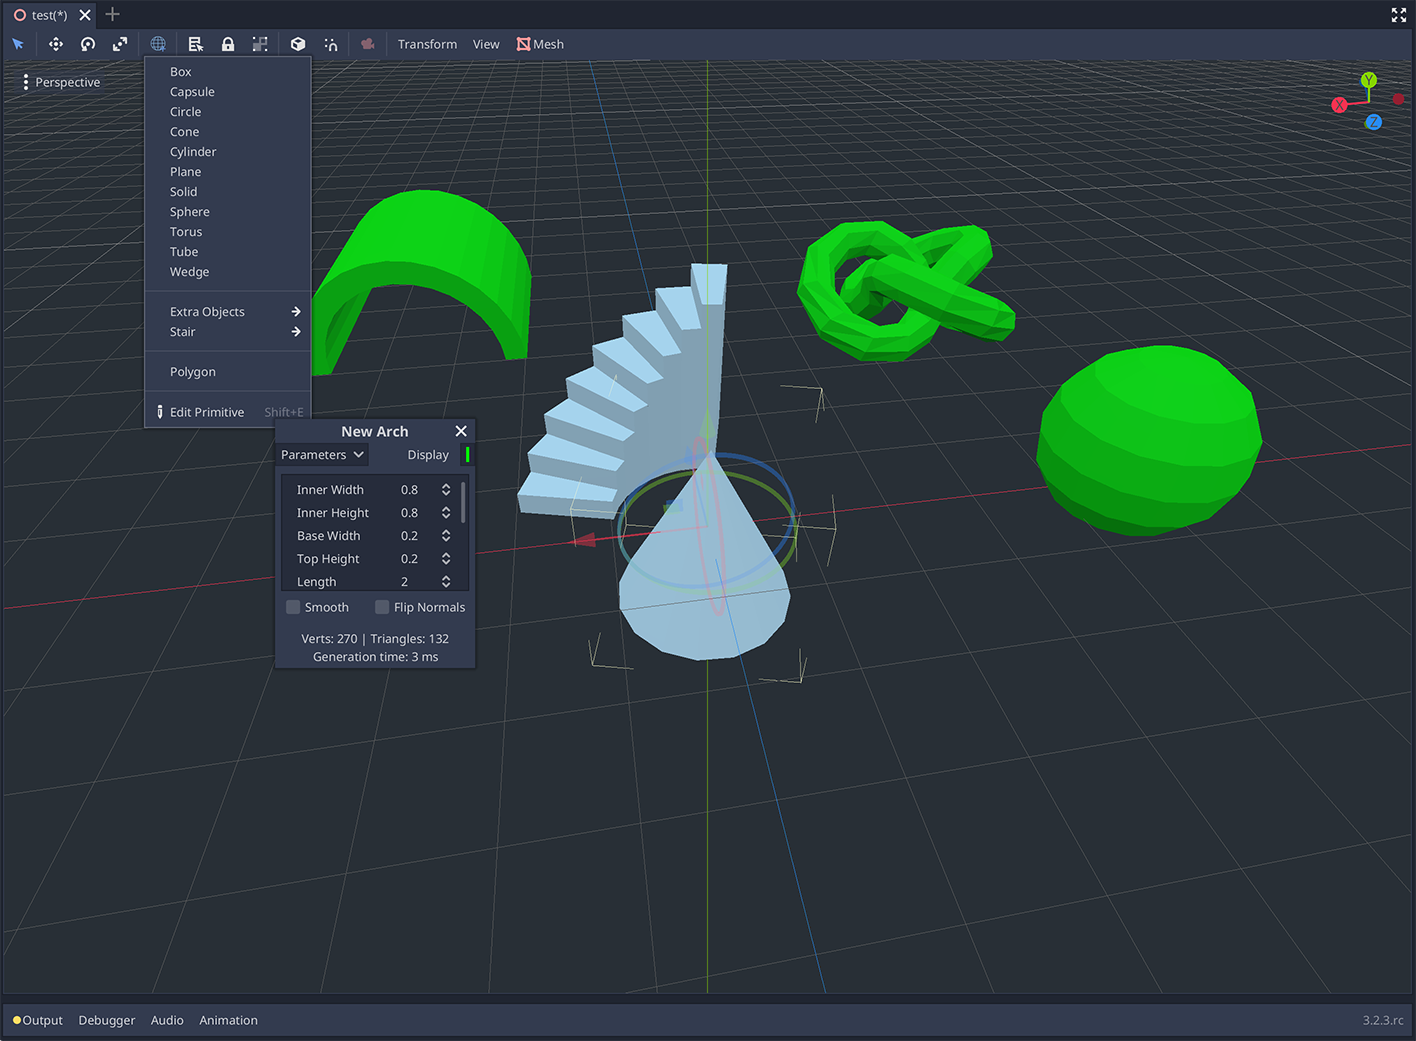 test(*)
Transform View Mesh
Perspective
Y
X
Z
Box
Capsule
Circle
Cone
Cylinder
Plane
Solid
Sphere
Torus
Tube
Wedge
Extra Objects
Stair
Polygon
Edit Primitive Shift+E
New Arch
Parameters Display
Inner Width 0.8
Inner Height 0.8
Base Width 0.2
Top Height 0.2
Length 2
Smooth Flip Normals
Verts: 270 | Triangles: 132
Generation time: 3 ms
Output Debugger Audio Animation 3.2.3.rc